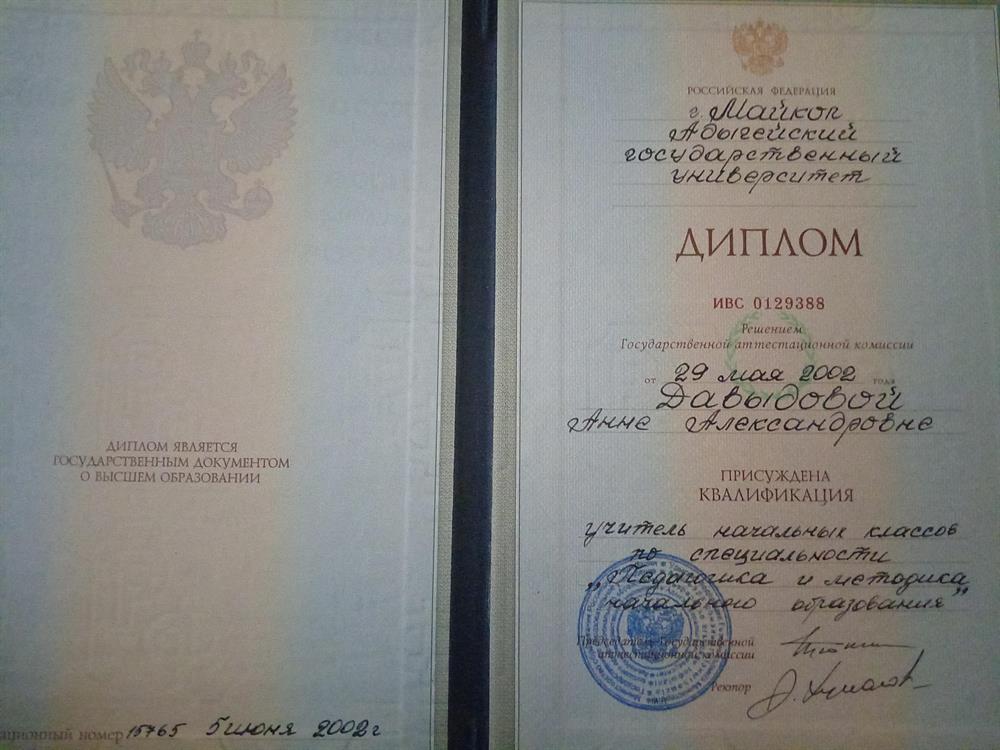 ДИПЛОМ ЯВЛЯЕТСЯ
ГОСУДАРСТВЕННЫМ ДОКУМЕНТОМ
О ВЫСШЕМ ОБРАЗОВАНИИ
ационный номер 15765 5 июня 2002 г
РОССИЙСКАЯ ФЕДЕРАЦИЯ
г. Майкоп
Адыгейский
государственный
университет
ДИПЛОМ
ИВС 0129388
Решением
Государственной аттестационной комиссии
от 29 мая 2002 года
Давыдовой
Анне Александровне
ПРИСУЖДЕНА
КВАЛИФИКАЦИЯ
учитель начальных классов
по специальности
„Педагогика и методика
начального образования"
Председатель Государственной
аттестационной комиссии
Ректор